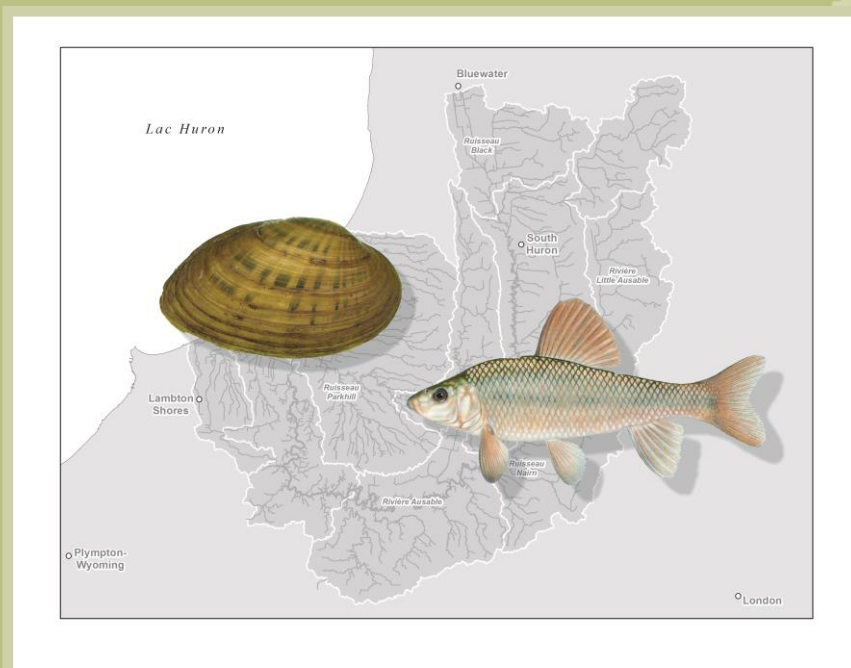 Bluewater
Lac Huron
Ruisseau
Black
South
Huron
Rivière
Little Ausable
Ruisseau
Parkhill
Lambton
Shores
Ruisseau
Nairn
Rivière Ausable
Plympton-
Wyoming
London